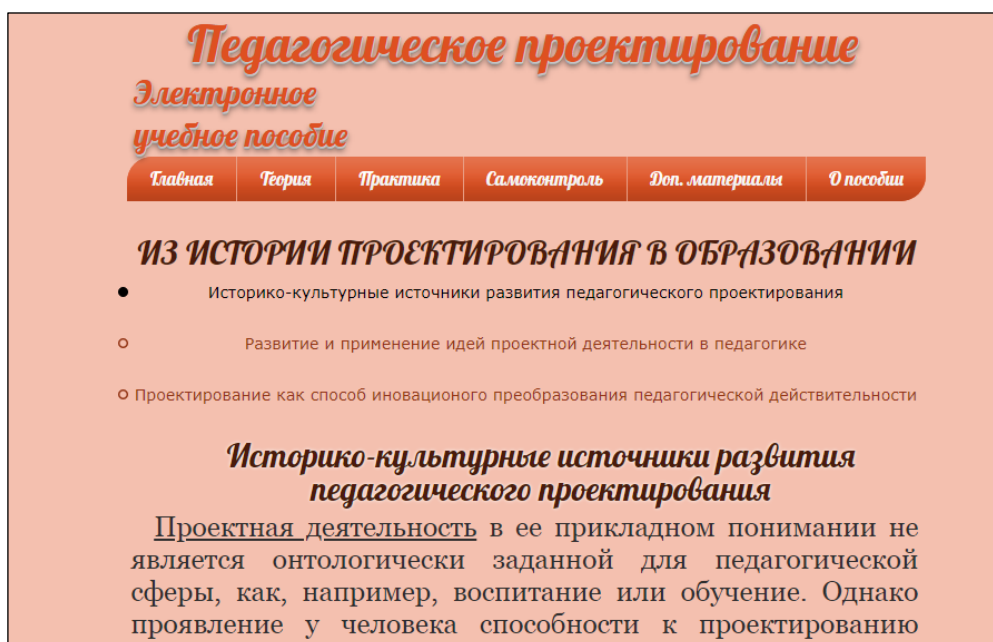 Педагогическое проектирование
Электронное
учебное пособие
Главная Теория Практика Самоконтроль Доп. материалы О пособии
ИЗ ИСТОРИИ ПРОЕКТИРОВАНИЯ В ОБРАЗОВАНИИ
Историко-культурные источники развития педагогического проектирования
Развитие и применение идей проектной деятельности в педагогике
Проектирование как способ иновационого преобразования педагогической действительности
Историко-культурные источники развития
педагогического проектирования
Проектная деятельность в ее прикладном понимании не
является онтологически заданной для педагогической
сферы, как, например, воспитание или обучение. Однако
проявление у человека способности к проектированию